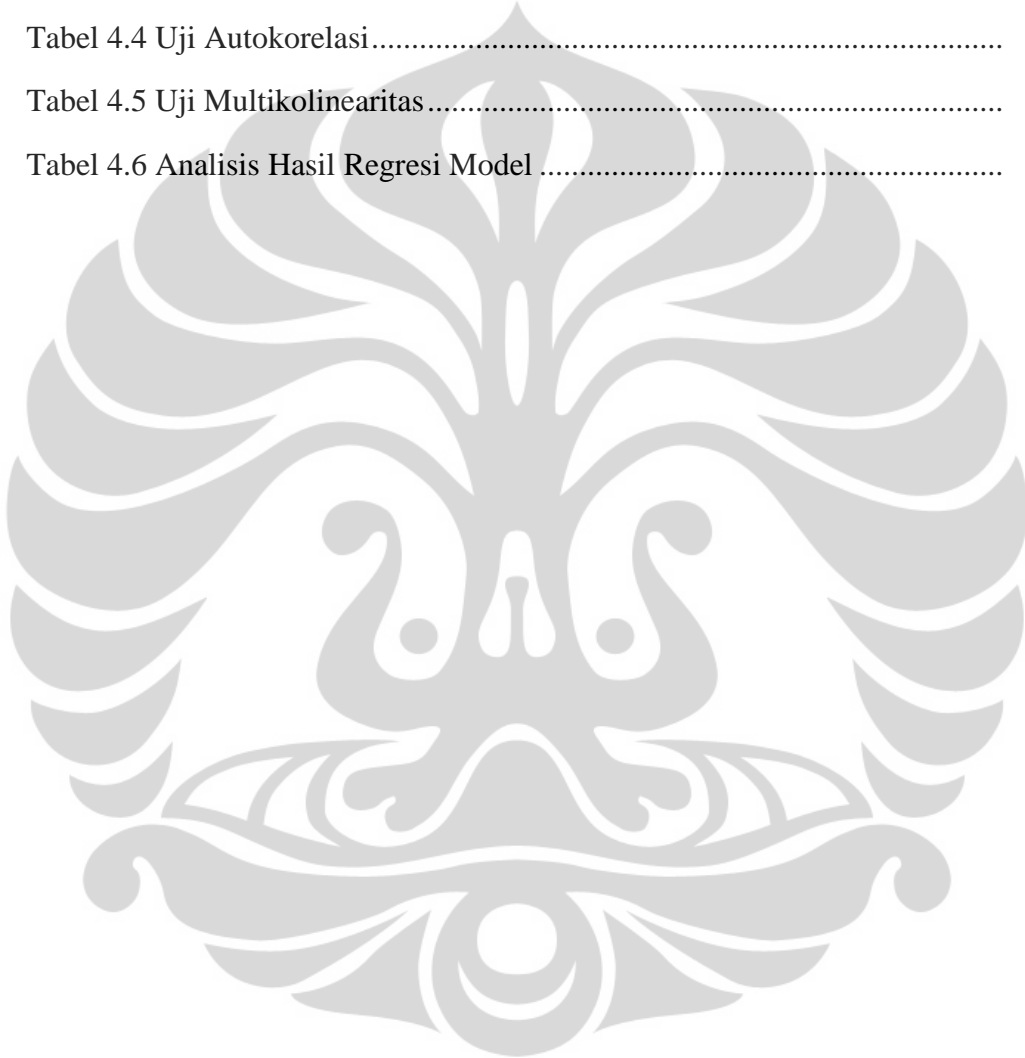 Tabel 4.4 Uji Autokorelasi...............................................................................
Tabel 4.5 Uji Multikolinearitas........................................................................
Tabel 4.6 Analisis Hasil Regresi Model ..........................................................